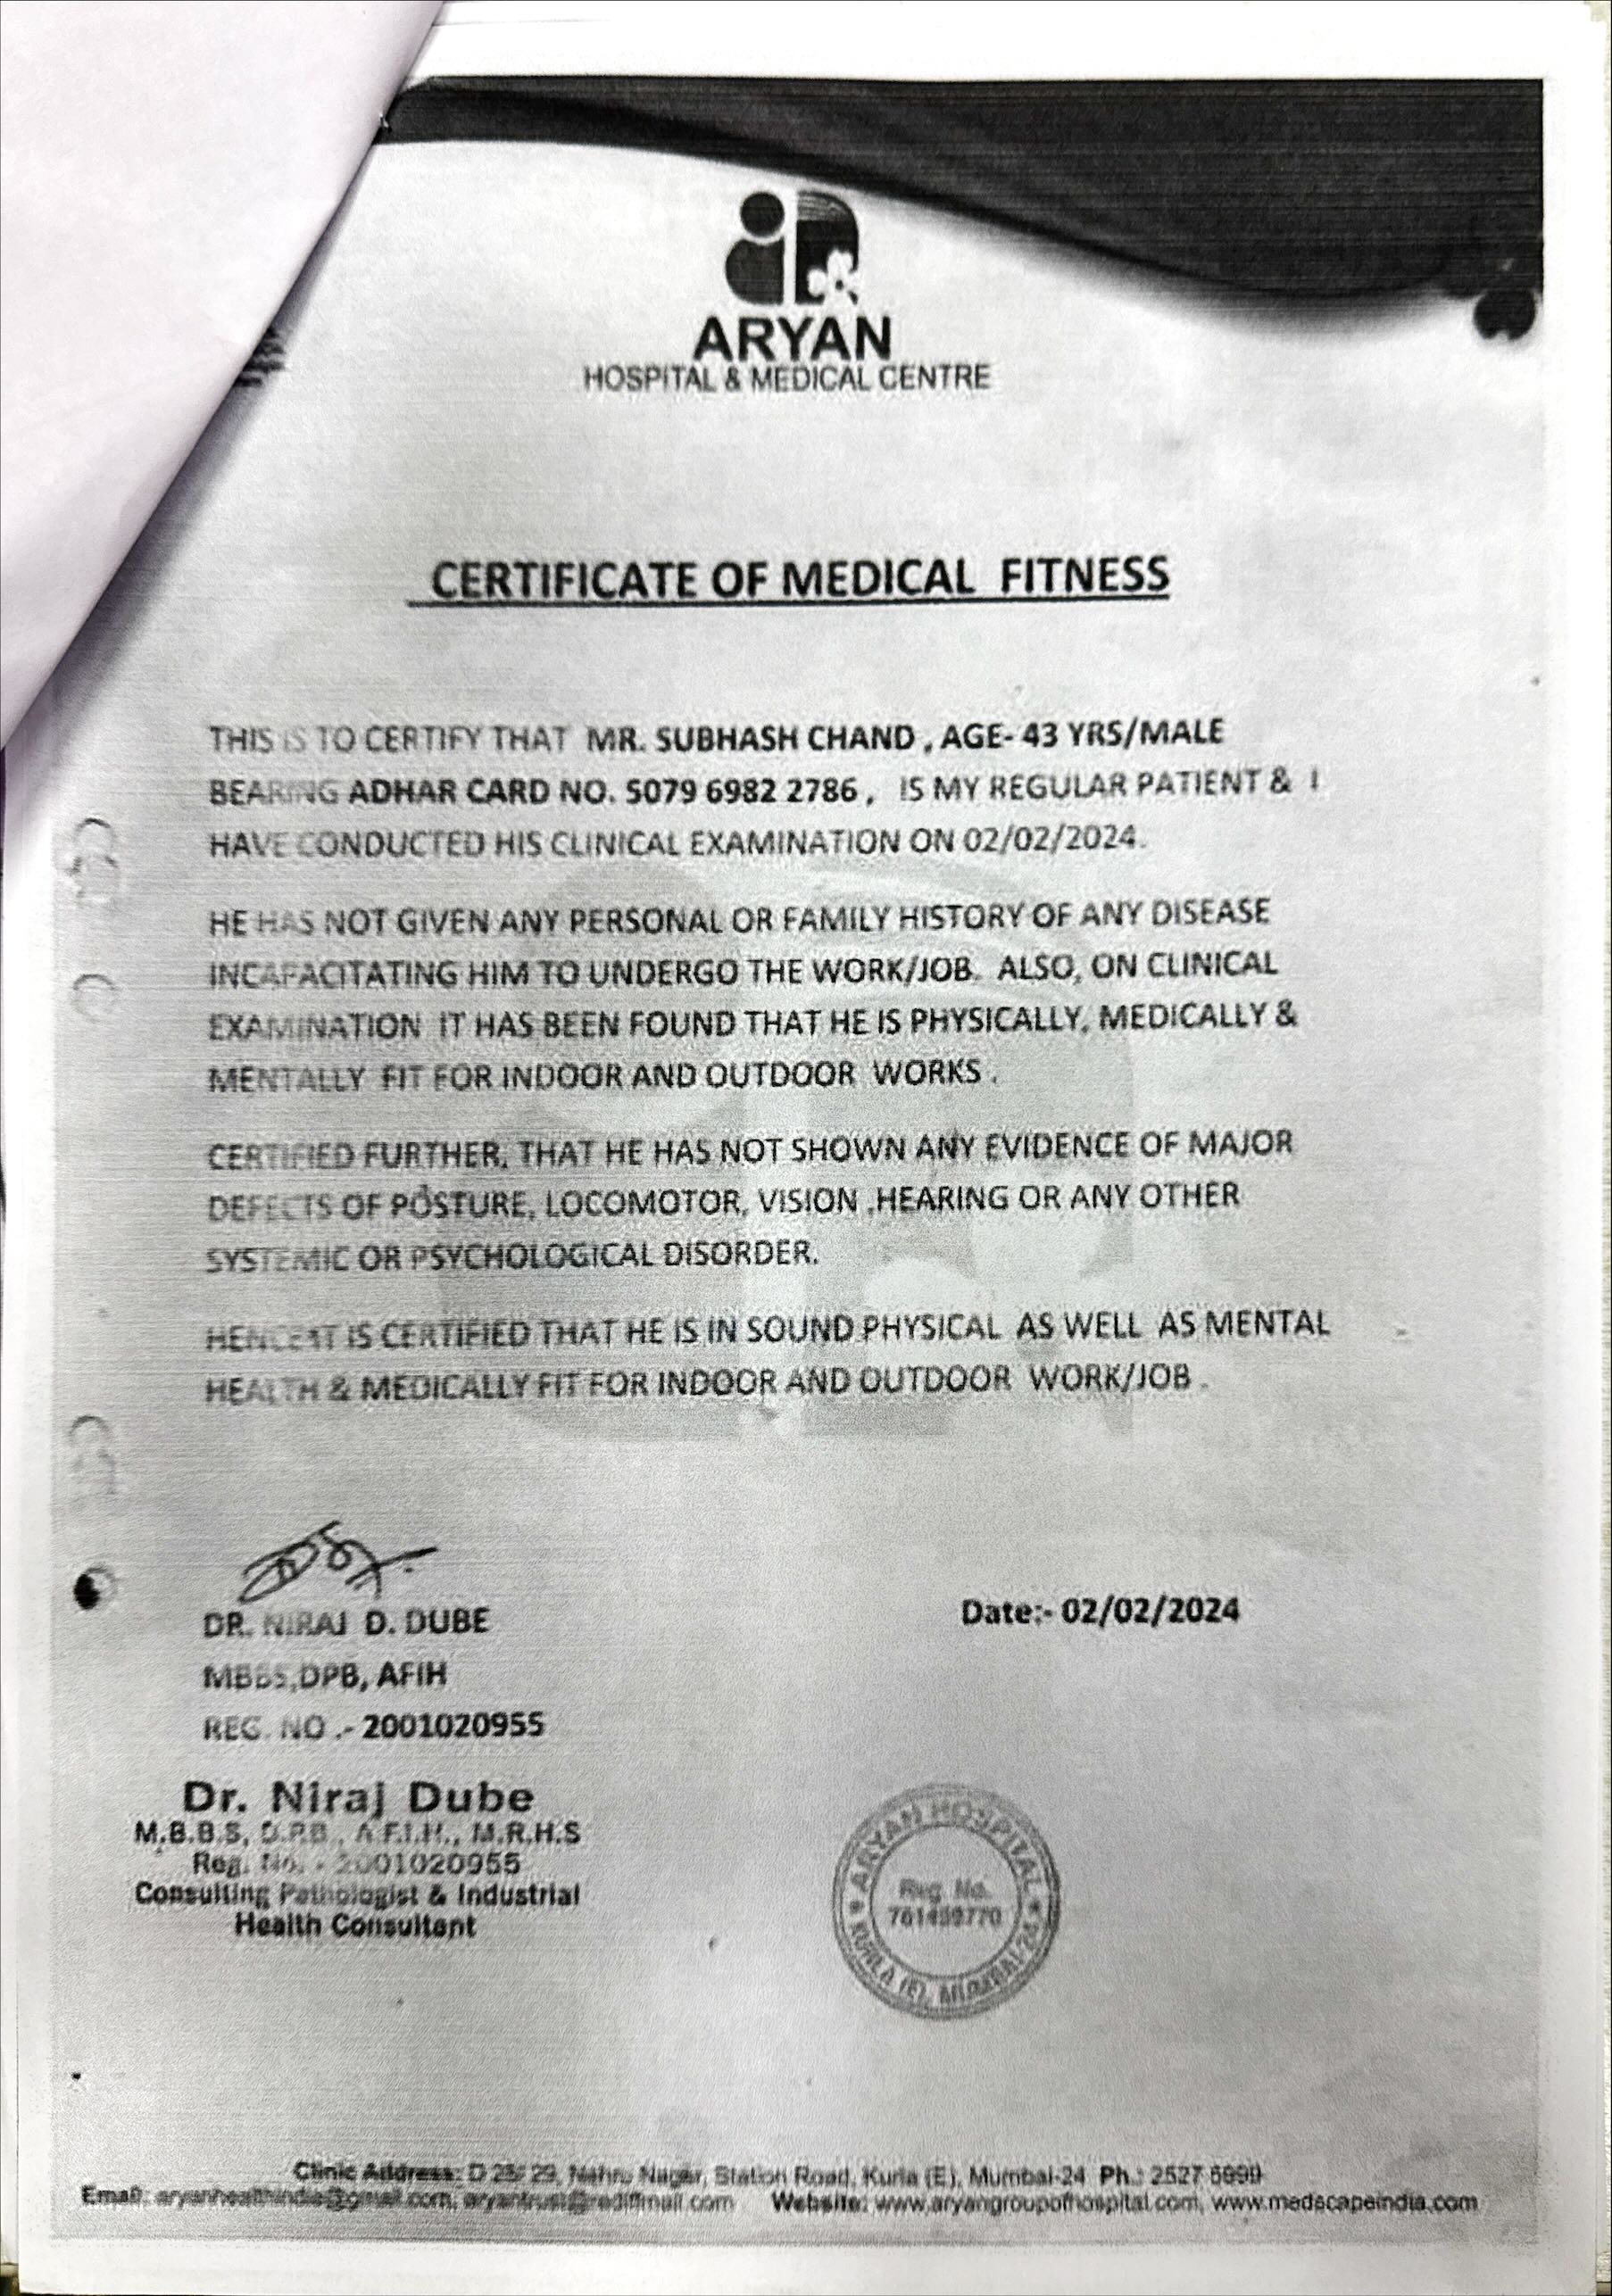 ARYAN
HOSPITAL & MEDICAL CENTRE
CERTIFICATE OF MEDICAL FITNESS
THIS IS TO CERTIFY THAT MR. SUBHASH CHAND , AGE- 43 YRS/MALE
BEARING ADHAR CARD NO. 5079 6982 2786 , IS MY REGULAR PATIENT & I
HAVE CONDUCTED HIS CLINICAL EXAMINATION ON 02/02/2024.
HE HAS NOT GIVEN ANY PERSONAL OR FAMILY HISTORY OF ANY DISEASE
INCAPACITATING HIM TO UNDERGO THE WORK/JOB. ALSO, ON CLINICAL
EXAMINATION IT HAS BEEN FOUND THAT HE IS PHYSICALLY, MEDICALLY &
MENTALLY FIT FOR INDOOR AND OUTDOOR WORKS .
CERTIFIED FURTHER, THAT HE HAS NOT SHOWN ANY EVIDENCE OF MAJOR
DEFECTS OF POSTURE, LOCOMOTOR, VISION ,HEARING OR ANY OTHER
SYSTEMIC OR PSYCHOLOGICAL DISORDER.
HENCE IT IS CERTIFIED THAT HE IS IN SOUND PHYSICAL AS WELL AS MENTAL
HEALTH & MEDICALLY FIT FOR INDOOR AND OUTDOOR WORK/JOB .
DR. NIRAJ D. DUBE
Date:- 02/02/2024
MBBS,DPB, AFIH
REG. NO .- 2001020955
Dr. Niraj Dube
M.B.B.S, D.P.B., A.F.I.H., M.R.H.S
Reg. No. - 2001020955
Consulting Pathologist & Industrial
Health Consultant
ARYAN HOSPITAL
Reg. No.
KURLA (E), MUMBAI-24
Clinic Address: Nehru Nagar, Station Road, Kurla (E), Mumbai-24 Ph.: 2527
Email: aryanhealthindia@gmail.com, aryantrust@rediffmail.com Website: www.aryangroupofhospital.com, www.medscapeindia.com